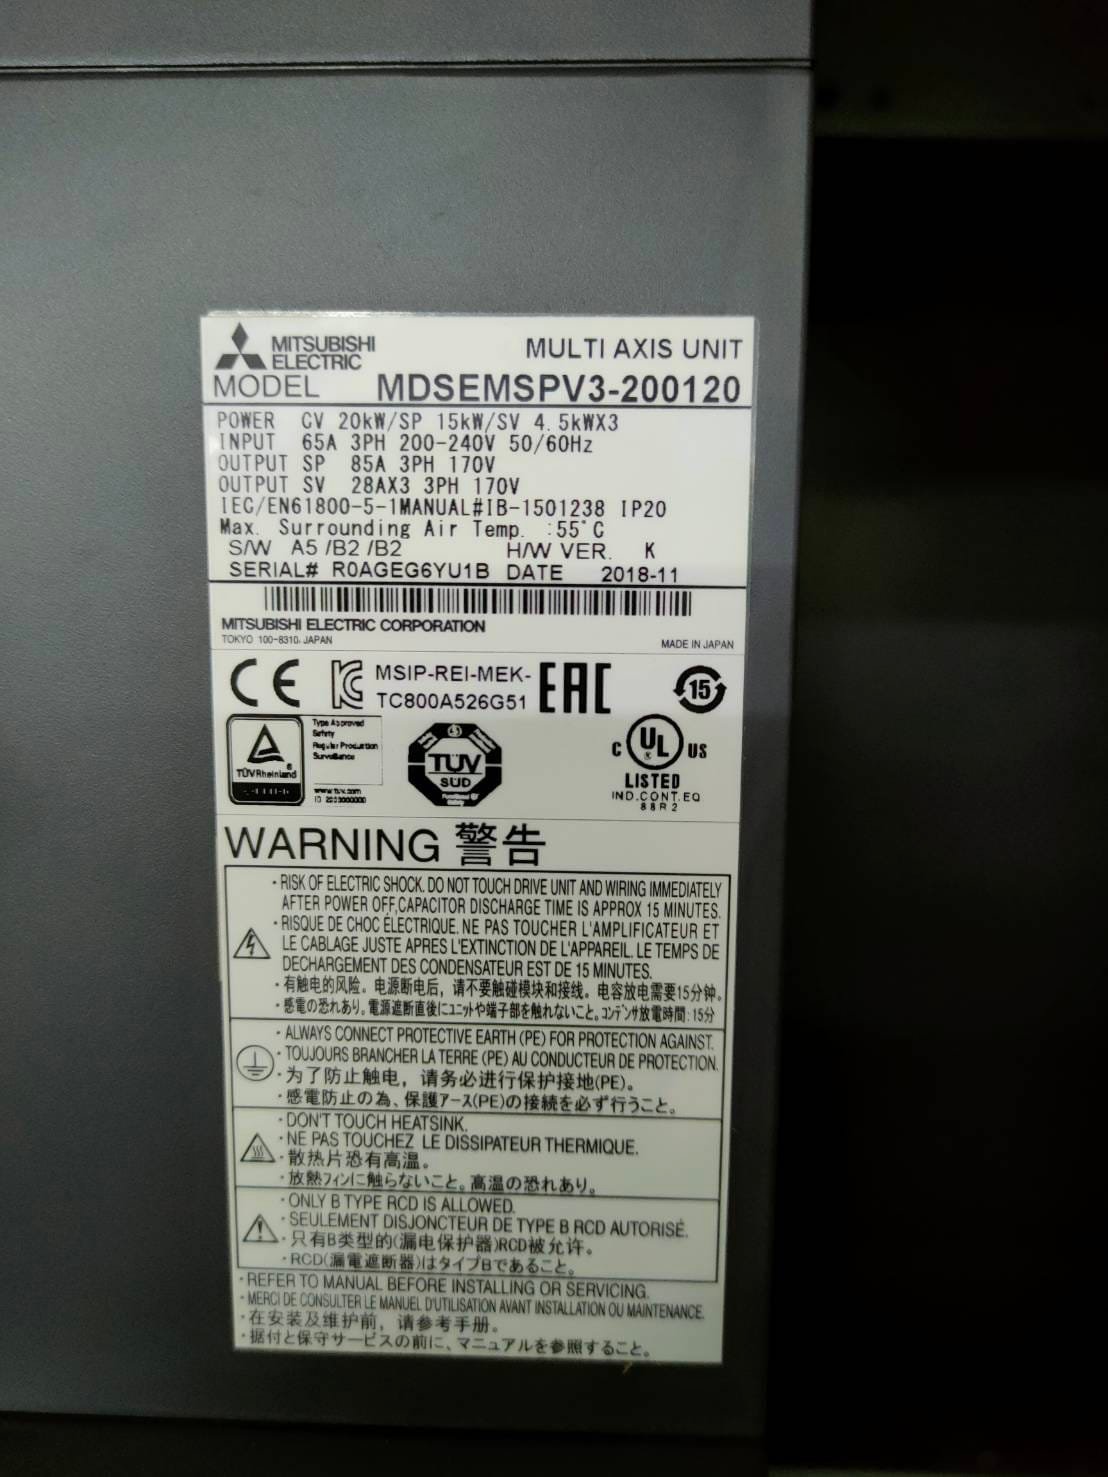 MITSUBISHI
ELECTRIC
MULTI AXIS UNIT
MODEL MDSEMSPV3-200120
POWER CV 20kW/SP 15kW/SV 4.5kWX3
INPUT 65A 3PH 200-240V 50/60Hz
OUTPUT SP 85A 3PH 170V
OUTPUT SV 28AX3 3PH 170V
IEC/EN61800-5-1MANUAL#IB-1501238 IP20
Max. Surrounding Air Temp. :55°C
S/W A5 /B2 /B2 H/W VER. K
SERIAL# R0AGEG6YU1B DATE 2018-11
MITSUBISHI ELECTRIC CORPORATION
TOKYO 100-8310, JAPAN MADE IN JAPAN
CE
MSIP-REI-MEK-
TC800A526G51
EAC
15
TÜVRheinland
Type Approved
Safety
Regular Production
Surveillance
www.tuv.com
TÜV
SÜD
C UL US
LISTED
IND.CONT.EQ
88R2
WARNING 警告
・RISK OF ELECTRIC SHOCK. DO NOT TOUCH DRIVE UNIT AND WIRING IMMEDIATELY
AFTER POWER OFF,CAPACITOR DISCHARGE TIME IS APPROX 15 MINUTES.
・RISQUE DE CHOC ÉLECTRIQUE. NE PAS TOUCHER L'AMPLIFICATEUR ET
LE CABLAGE JUSTE APRES L'EXTINCTION DE L'APPAREIL. LE TEMPS DE
DECHARGEMENT DES CONDENSATEUR EST DE 15 MINUTES.
・有触电的风险。电源断电后，请不要触碰模块和接线。电容放电需要15分钟。
・感電の恐れあり。電源遮断直後にユニットや端子部を触れないこと。コンデンサ放電時間:15分
・ALWAYS CONNECT PROTECTIVE EARTH (PE) FOR PROTECTION AGAINST.
・TOUJOURS BRANCHER LA TERRE (PE) AU CONDUCTEUR DE PROTECTION.
・为了防止触电，请务必进行保护接地(PE)。
・感電防止の為、保護アース(PE)の接続を必ず行うこと。
・DON'T TOUCH HEATSINK.
・NE PAS TOUCHEZ LE DISSIPATEUR THERMIQUE.
・散热片恐有高温。
・放熱フィンに触らないこと。高温の恐れあり。
・ONLY B TYPE RCD IS ALLOWED.
・SEULEMENT DISJONCTEUR DE TYPE B RCD AUTORISÉ.
・只有B类型的(漏电保护器)RCD被允许。
・RCD(漏電遮断器)はタイプBであること。
・REFER TO MANUAL BEFORE INSTALLING OR SERVICING.
・MERCI DE CONSULTER LE MANUEL D'UTILISATION AVANT INSTALLATION OU MAINTENANCE.
・在安装及维护前，请参考手册。
・据付と保守サービスの前に、マニュアルを参照すること。